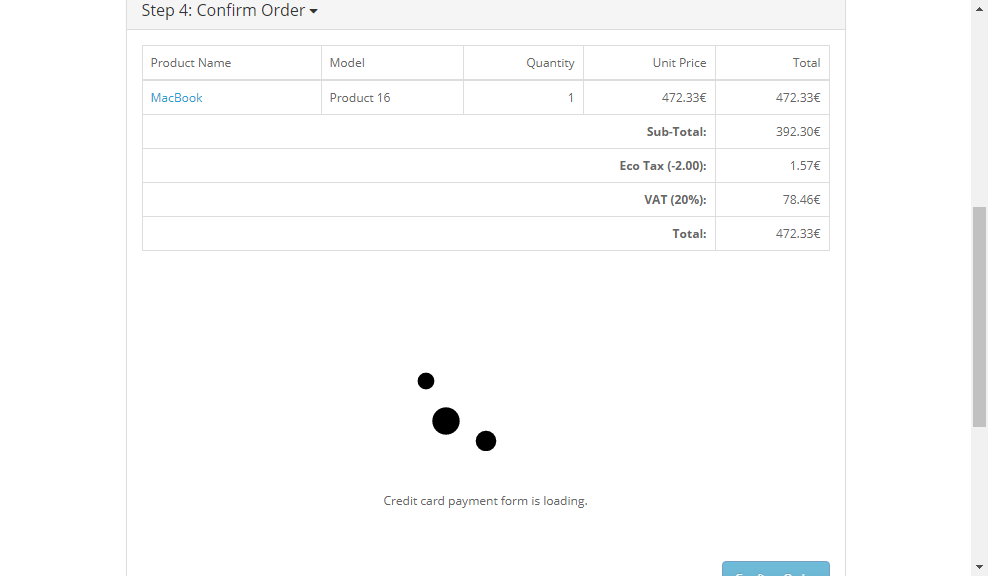 Step 4: Confirm Order
Product Name Model Quantity Unit Price Total
MacBook Product 16 1 472.33€ 472.33€
Sub-Total: 392.30€
Eco Tax (-2.00): 1.57€
VAT (20%): 78.46€
Total: 472.33€
Credit card payment form is loading.